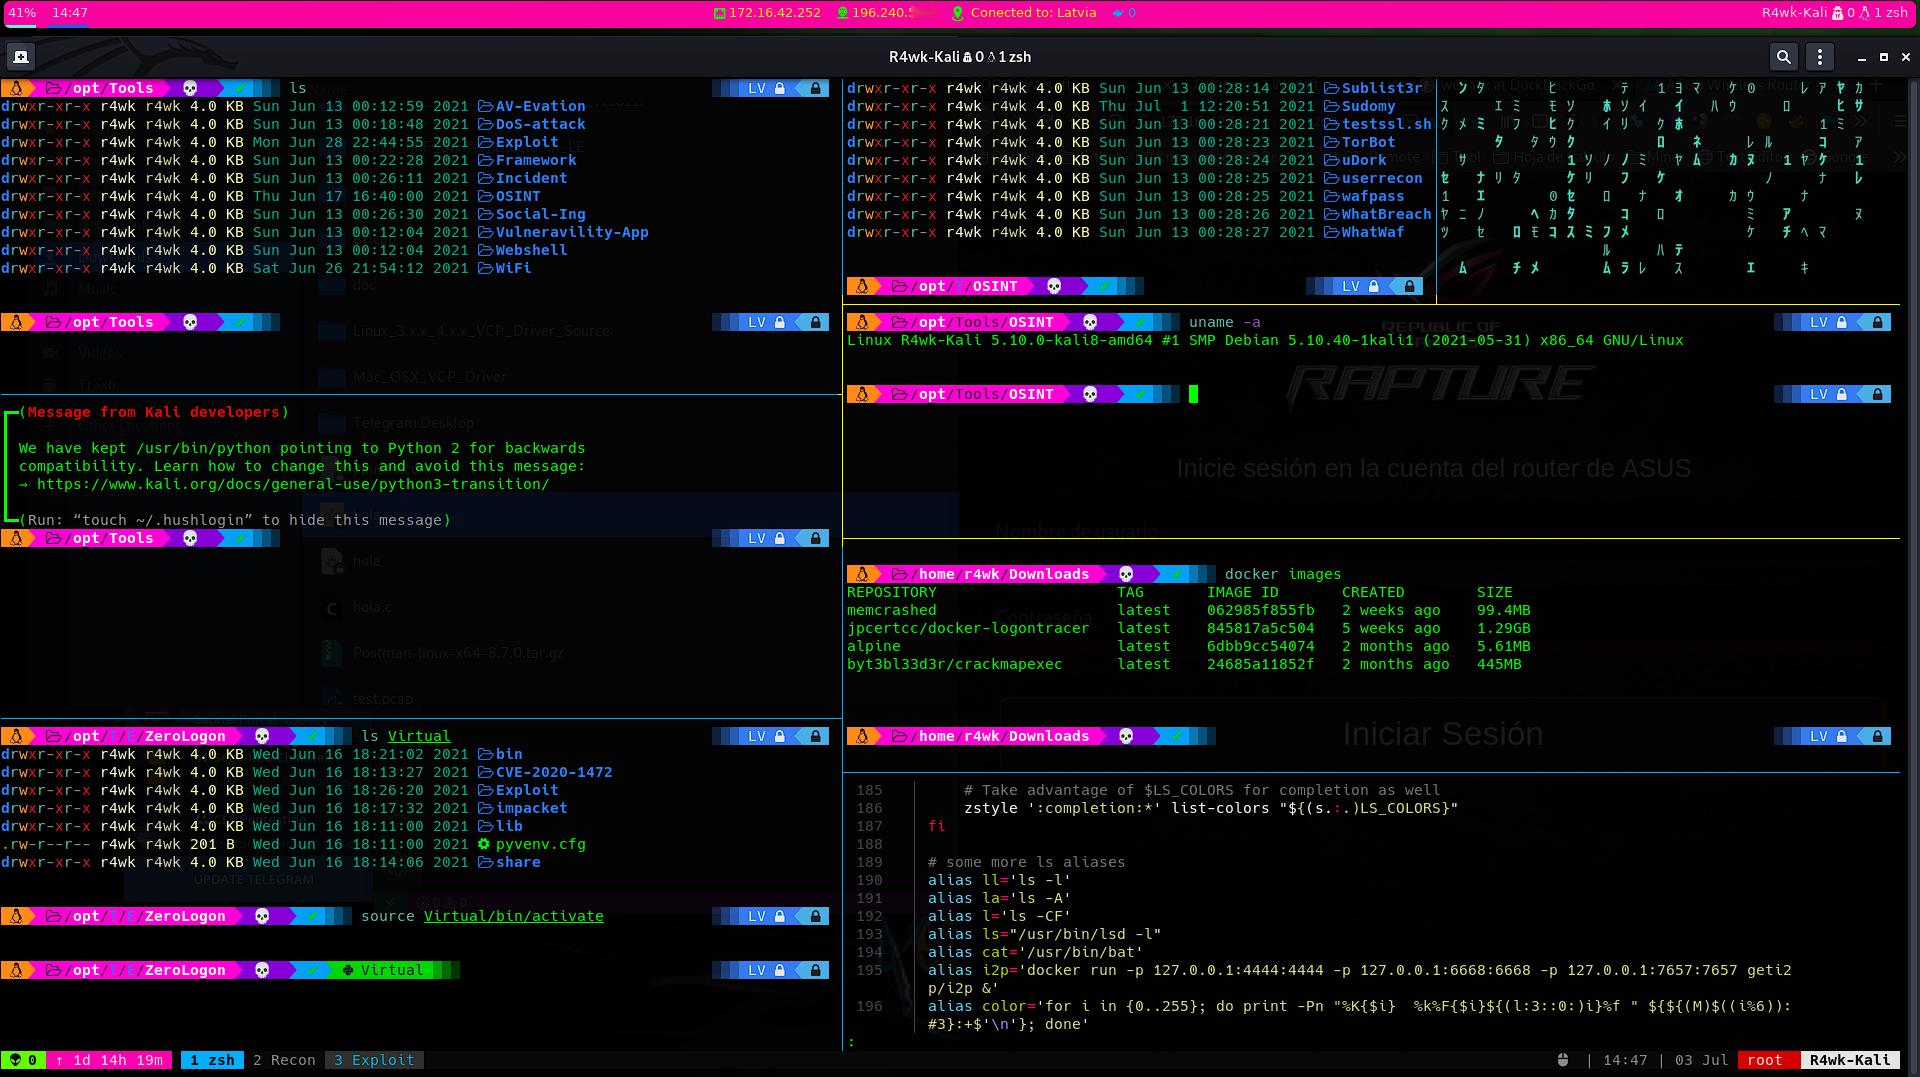 41% 14:47 172.16.42.252 196.240. Conected to: Latvia 0 R4wk-Kali 0 1 zsh
R4wk-Kali 0 1 zsh
/opt/Tools ls LV
drwxr-xr-x r4wk r4wk 4.0 KB Sun Jun 13 00:12:59 2021 AV-Evation
drwxr-xr-x r4wk r4wk 4.0 KB Sun Jun 13 00:18:48 2021 DoS-attack
drwxr-xr-x r4wk r4wk 4.0 KB Mon Jun 28 22:44:55 2021 Exploit
drwxr-xr-x r4wk r4wk 4.0 KB Sun Jun 13 00:22:28 2021 Framework
drwxr-xr-x r4wk r4wk 4.0 KB Sun Jun 13 00:26:11 2021 Incident
drwxr-xr-x r4wk r4wk 4.0 KB Thu Jun 17 16:40:00 2021 OSINT
drwxr-xr-x r4wk r4wk 4.0 KB Sun Jun 13 00:26:30 2021 Social-Ing
drwxr-xr-x r4wk r4wk 4.0 KB Sun Jun 13 00:12:04 2021 Vulneravility-App
drwxr-xr-x r4wk r4wk 4.0 KB Sun Jun 13 00:12:04 2021 Webshell
drwxr-xr-x r4wk r4wk 4.0 KB Sat Jun 26 21:54:12 2021 WiFi
/opt/Tools LV
(Message from Kali developers)
We have kept /usr/bin/python pointing to Python 2 for backwards
compatibility. Learn how to change this and avoid this message:
⇒ https://www.kali.org/docs/general-use/python3-transition/
(Run: “touch ~/.hushlogin” to hide this message)
/opt/Tools LV
/opt/T/E/ZeroLogon ls Virtual LV
drwxr-xr-x r4wk r4wk 4.0 KB Wed Jun 16 18:21:02 2021 bin
drwxr-xr-x r4wk r4wk 4.0 KB Wed Jun 16 18:13:27 2021 CVE-2020-1472
drwxr-xr-x r4wk r4wk 4.0 KB Wed Jun 16 18:26:20 2021 Exploit
drwxr-xr-x r4wk r4wk 4.0 KB Wed Jun 16 18:17:32 2021 impacket
drwxr-xr-x r4wk r4wk 4.0 KB Wed Jun 16 18:11:00 2021 lib
.rw-r--r-- r4wk r4wk 201 B Wed Jun 16 18:11:00 2021 pyvenv.cfg
drwxr-xr-x r4wk r4wk 4.0 KB Wed Jun 16 18:14:06 2021 share
/opt/T/E/ZeroLogon source Virtual/bin/activate LV
/opt/T/E/ZeroLogon Virtual LV
drwxr-xr-x r4wk r4wk 4.0 KB Sun Jun 13 00:28:14 2021 Sublist3r
drwxr-xr-x r4wk r4wk 4.0 KB Thu Jul 1 12:20:51 2021 Sudomy
drwxr-xr-x r4wk r4wk 4.0 KB Sun Jun 13 00:28:21 2021 testssl.sh
drwxr-xr-x r4wk r4wk 4.0 KB Sun Jun 13 00:28:23 2021 TorBot
drwxr-xr-x r4wk r4wk 4.0 KB Sun Jun 13 00:28:24 2021 uDork
drwxr-xr-x r4wk r4wk 4.0 KB Sun Jun 13 00:28:25 2021 userrecon
drwxr-xr-x r4wk r4wk 4.0 KB Sun Jun 13 00:28:25 2021 wafpass
drwxr-xr-x r4wk r4wk 4.0 KB Sun Jun 13 00:28:26 2021 WhatBreach
drwxr-xr-x r4wk r4wk 4.0 KB Sun Jun 13 00:28:27 2021 WhatWaf
/opt/T/OSINT LV
/opt/Tools/OSINT uname -a LV
Linux R4wk-Kali 5.10.0-kali8-amd64 #1 SMP Debian 5.10.40-1kali1 (2021-05-31) x86_64 GNU/Linux
/opt/Tools/OSINT LV
REPUBLIC OF
RAPTURE
Inicie sesión en la cuenta del router de ASUS
Nombre de usuario
/home/r4wk/Downloads docker images
REPOSITORY TAG IMAGE ID CREATED SIZE
memcrashed latest 062985f855fb 2 weeks ago 99.4MB
jpcertcc/docker-logontracer latest 845817a5c504 5 weeks ago 1.29GB
alpine latest 6dbb9cc54074 2 months ago 5.61MB
byt3bl33d3r/crackmapexec latest 24685a11852f 2 months ago 445MB
Contraseña
Iniciar Sesión
/home/r4wk/Downloads LV
185 # Take advantage of $LS_COLORS for completion as well
186 zstyle ':completion:*' list-colors "${(s.:.)LS_COLORS}"
187 fi
188
189 # some more ls aliases
190 alias ll='ls -l'
191 alias la='ls -A'
192 alias l='ls -CF'
193 alias ls="/usr/bin/lsd -l"
194 alias cat='/usr/bin/bat'
195 alias i2p='docker run -p 127.0.0.1:4444:4444 -p 127.0.0.1:6668:6668 -p 127.0.0.1:7657:7657 geti2
p/i2p &'
196 alias color='for i in {0..255}; do print -Pn "%K{$i}  %k%F{$i}${(l:3::0:)i}%f " ${${(M)$((i%6)):
#3}:+$'\n'}; done'
:
Music
Videos
Trash
Other Locations
doc
Linux_3.x.x_4.x.x_VCP_Driver_Source
Mac_OSX_VCP_Driver
Telegram Desktop
hola
hola.c
Postman-linux-x64-8.7.0.tar.gz
test.pcap
UPDATE TELEGRAM
0 ↑ 1d 14h 19m 1 zsh 2 Recon 3 Exploit | 14:47 | 03 Jul root R4wk-Kali